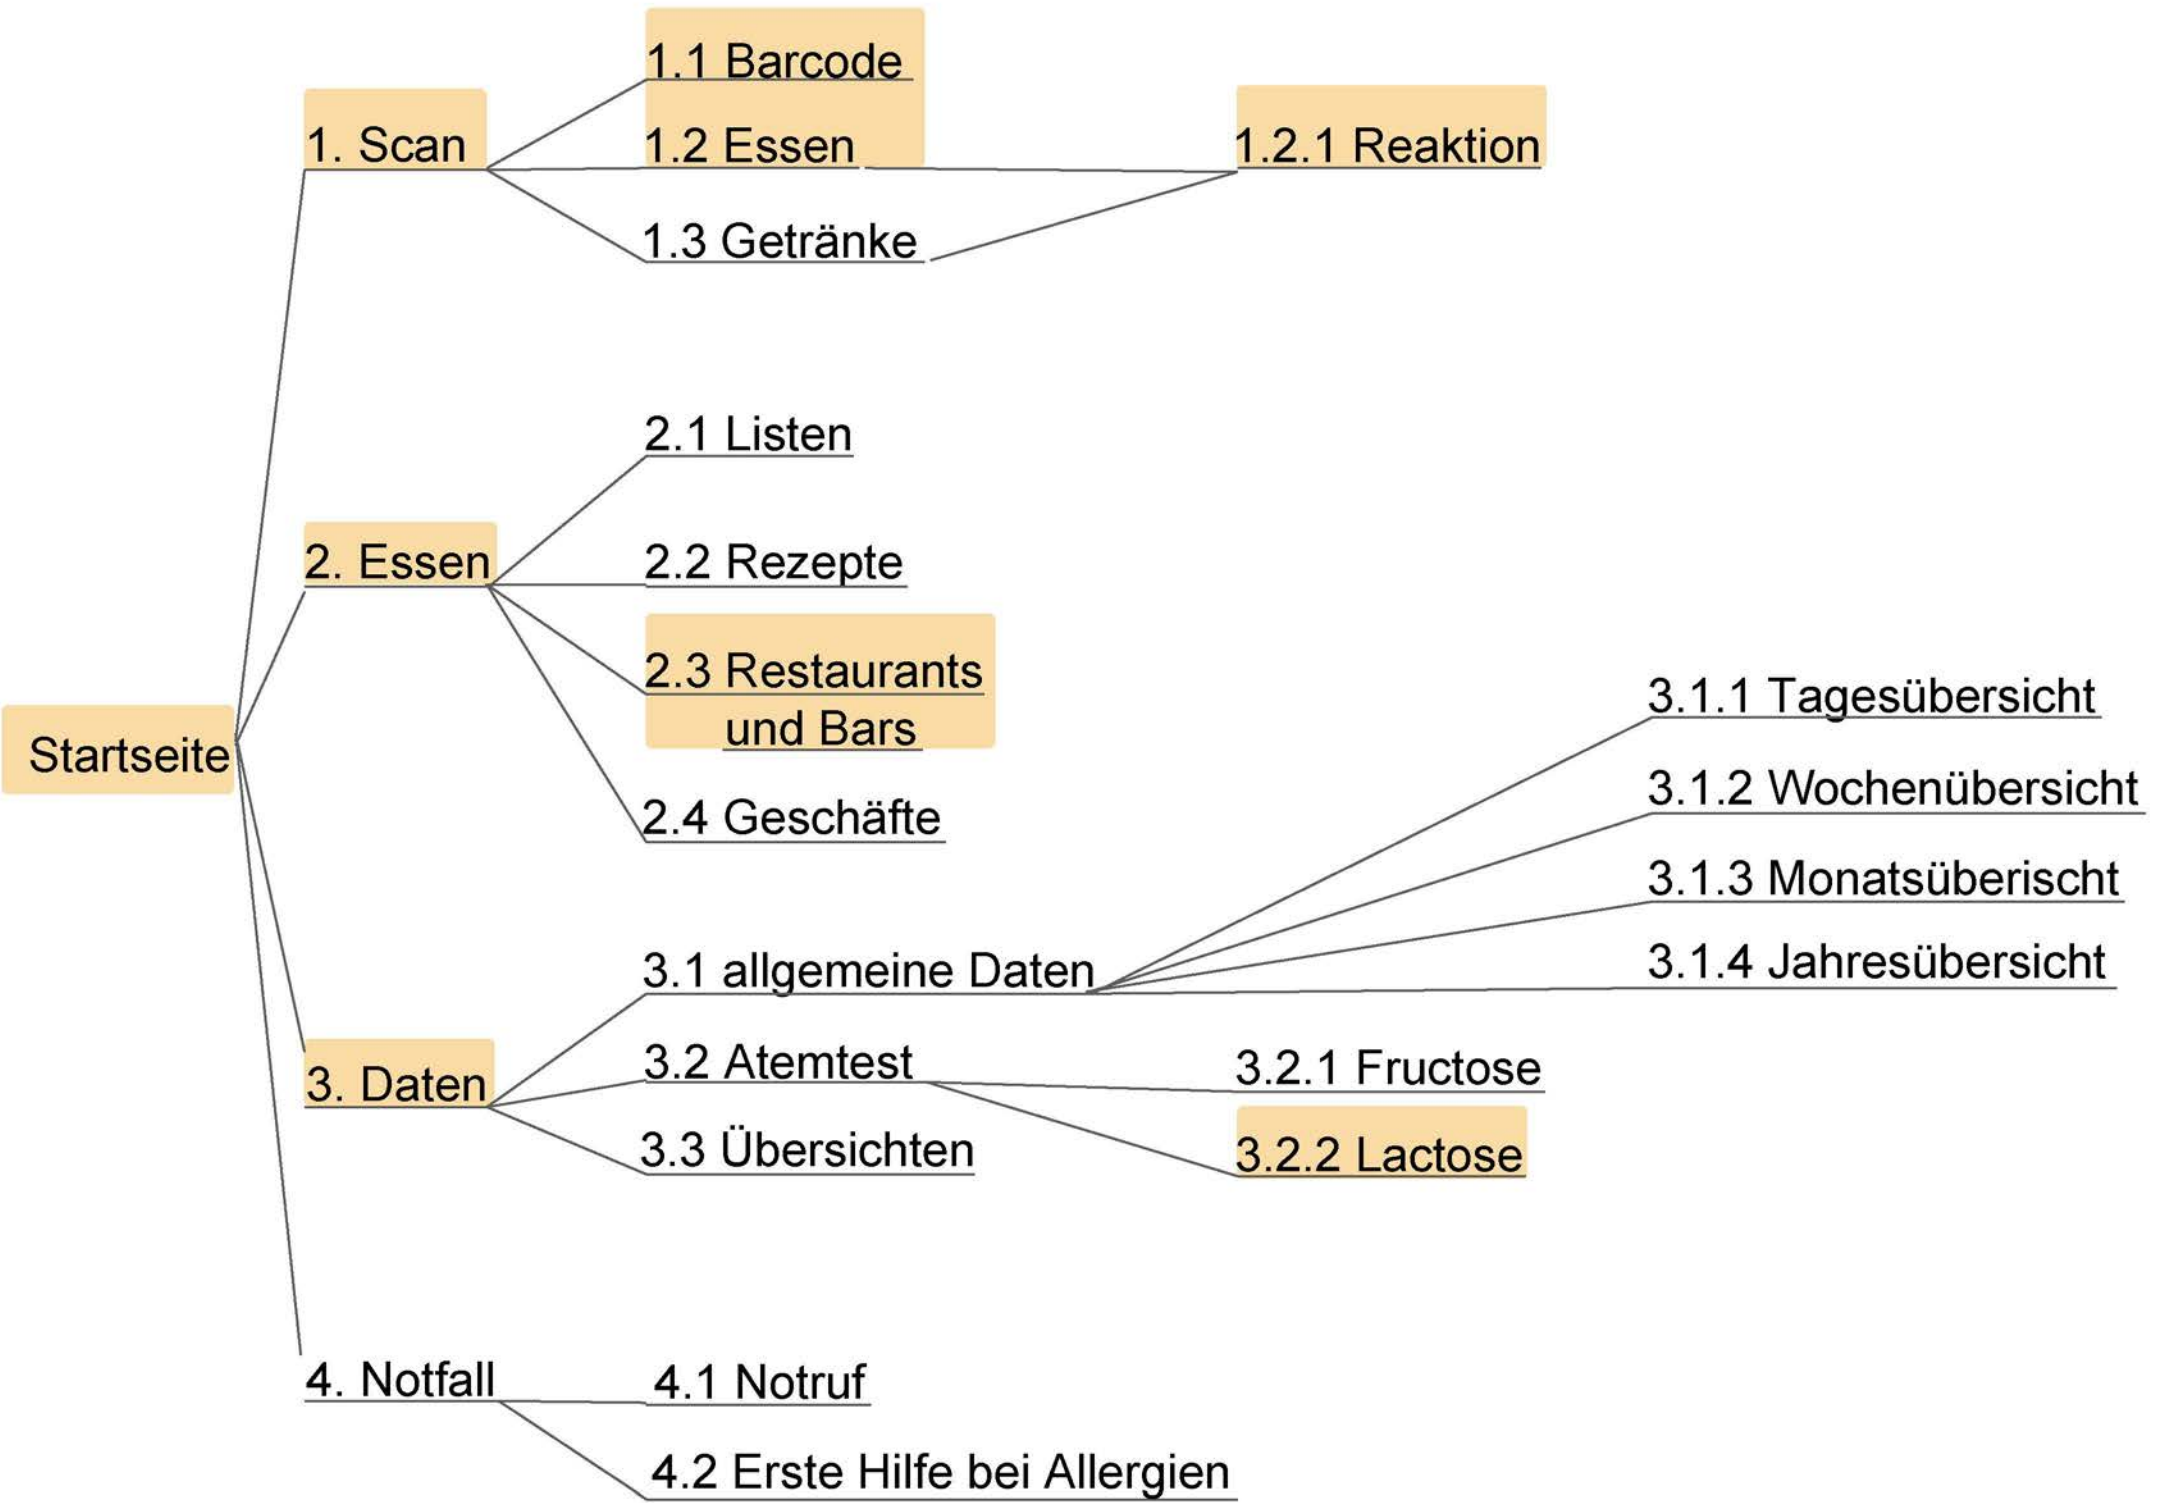 Startseite
1. Scan
1.1 Barcode
1.2 Essen
1.2.1 Reaktion
1.3 Getränke
2. Essen
2.1 Listen
2.2 Rezepte
2.3 Restaurants
und Bars
2.4 Geschäfte
3. Daten
3.1 allgemeine Daten
3.1.1 Tagesübersicht
3.1.2 Wochenübersicht
3.1.3 Monatsüberischt
3.1.4 Jahresübersicht
3.2 Atemtest
3.2.1 Fructose
3.2.2 Lactose
3.3 Übersichten
4. Notfall
4.1 Notruf
4.2 Erste Hilfe bei Allergien